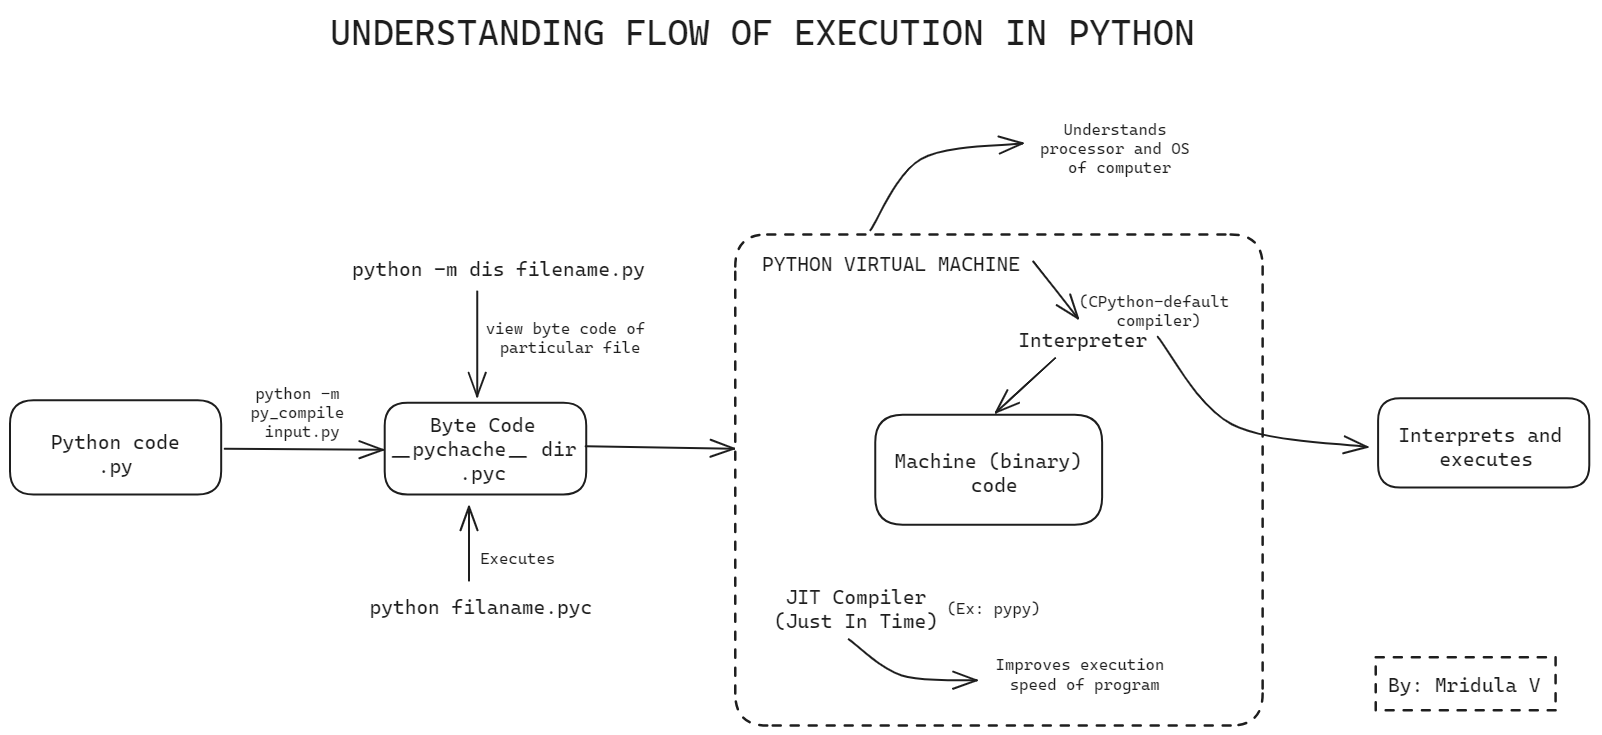 UNDERSTANDING FLOW OF EXECUTION IN PYTHON
Understands
processor and OS
of computer
python -m dis filename.py
view byte code of
particular file
python -m
py_compile
input.py
Python code
.py
Byte Code
__pychache__ dir
.pyc
Executes
python filaname.pyc
PYTHON VIRTUAL MACHINE
(CPython-default
compiler)
Interpreter
Machine (binary)
code
JIT Compiler
(Just In Time)
(Ex: pypy)
Improves execution
speed of program
Interprets and
executes
By: Mridula V